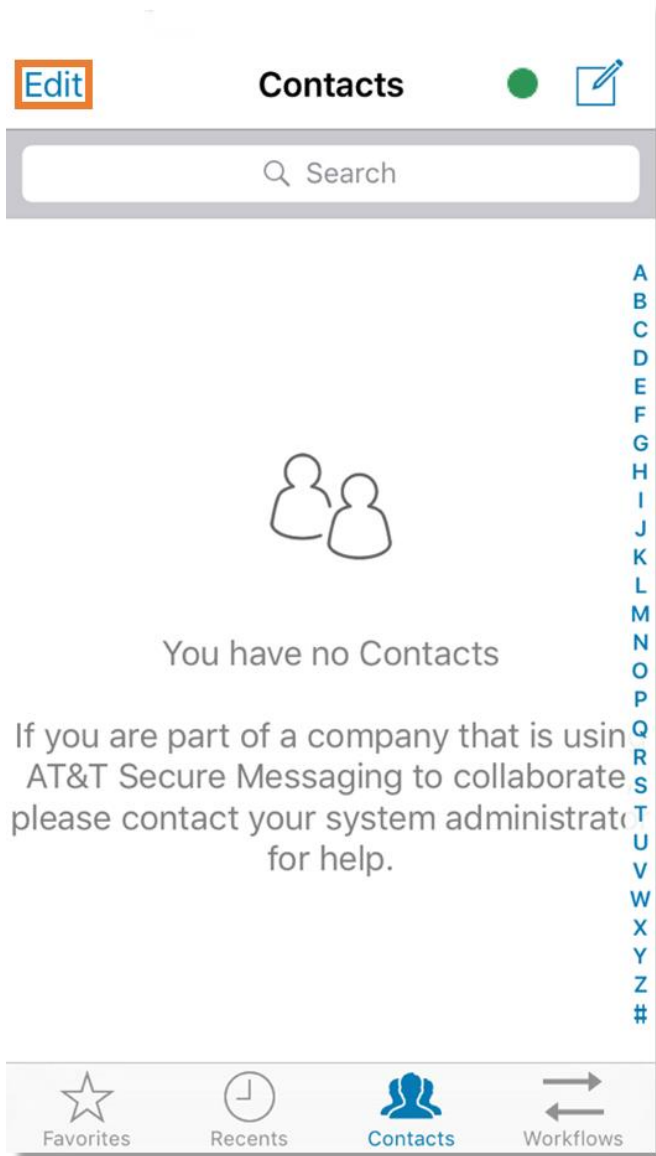 Edit
Contacts
Search
A
B
C
D
E
F
G
H
I
J
K
L
M
N
O
P
Q
R
S
T
U
V
W
X
Y
Z
#
You have no Contacts
If you are part of a company that is usin
AT&T Secure Messaging to collaborate
please contact your system administrato
for help.
Favorites
Recents
Contacts
Workflows